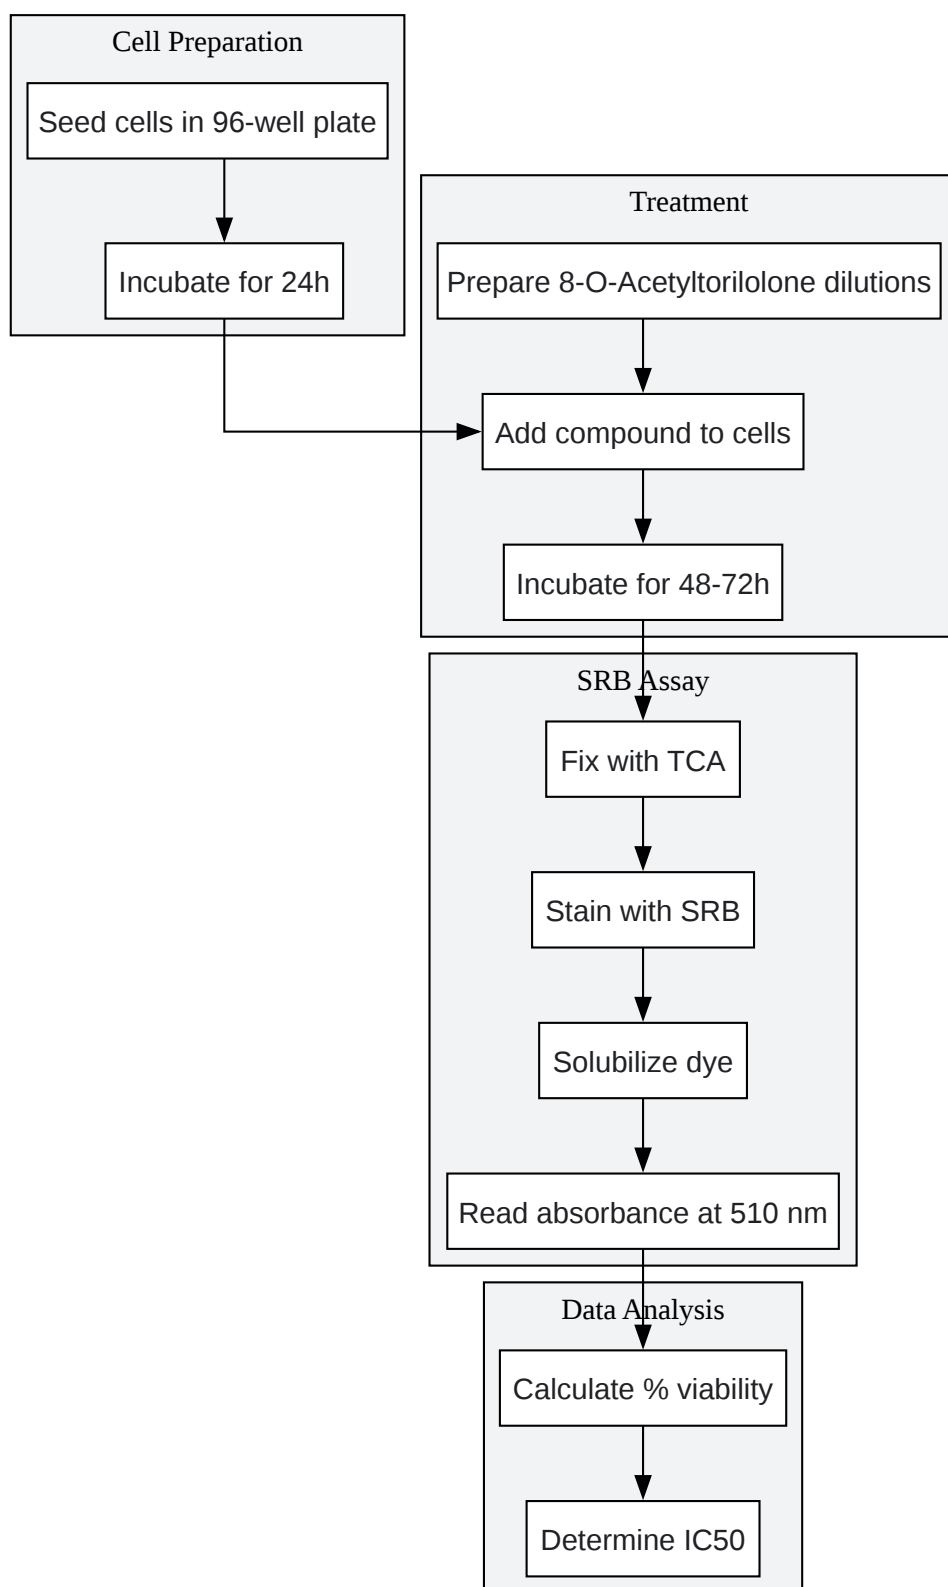 Cell Preparation
Seed cells in 96-well plate
Incubate for 24h
Treatment
Prepare 8-O-Acetyltorilolone dilutions
Add compound to cells
Incubate for 48-72h
SRB Assay
Fix with TCA
Stain with SRB
Solubilize dye
Read absorbance at 510 nm
Data Analysis
Calculate % viability
Determine IC50